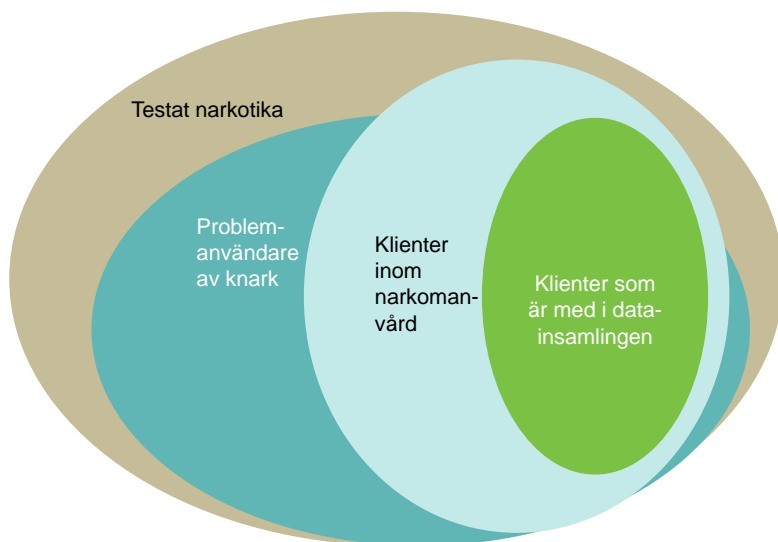 Testat narkotika
Problem-
användare
av knark
Klienter
inom
narkoman-
vård
Klienter som
är med i data-
insamlingen